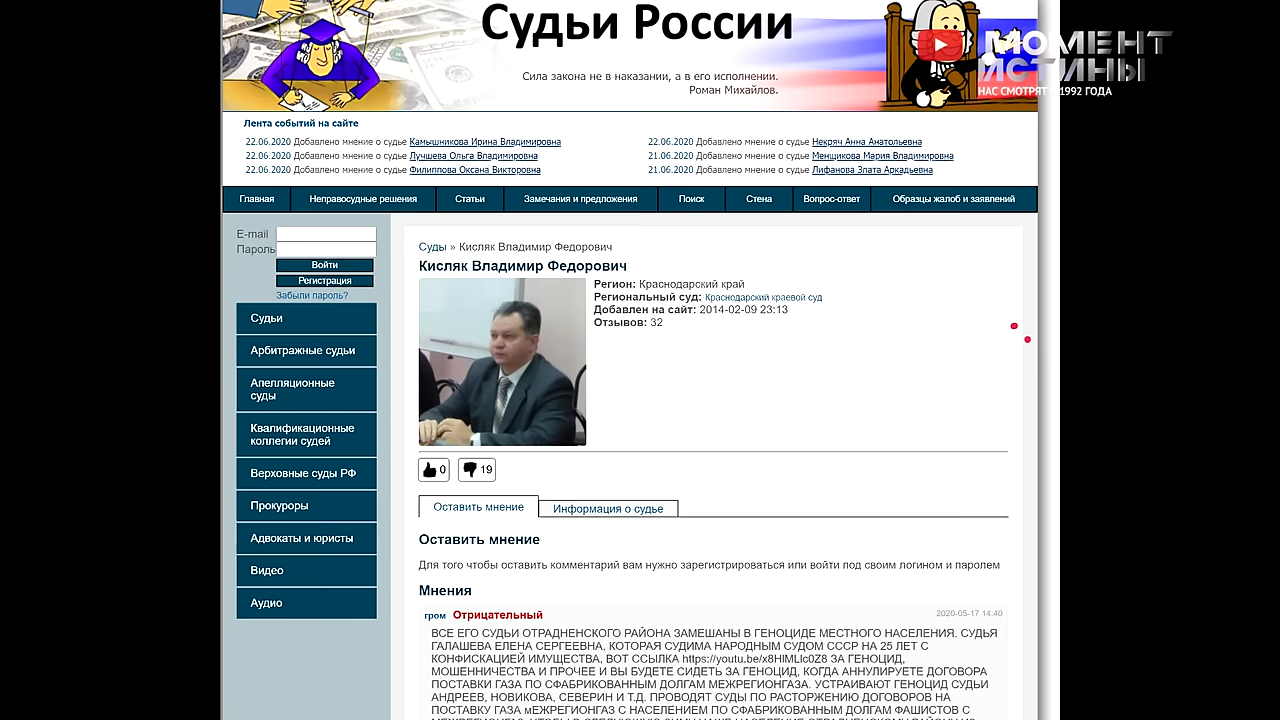 Судьи России
МОМЕНТ
ИСТИНЫ
НАС СМОТРЯТ С 1992 ГОДА
Сила закона не в наказании, а в его исполнении.
Роман Михайлов.
Лента событий на сайте
22.06.2020 Добавлено мнение о судье Камышникова Ирина Владимировна
22.06.2020 Добавлено мнение о судье Некряч Анна Анатольевна
22.06.2020 Добавлено мнение о судье Лучшева Ольга Владимировна
21.06.2020 Добавлено мнение о судье Менщикова Мария Владимировна
22.06.2020 Добавлено мнение о судье Филиппова Оксана Викторовна
21.06.2020 Добавлено мнение о судье Лифанова Злата Аркадьевна
Главная Неправосудные решения Статьи Замечания и предложения Поиск Стена Вопрос-ответ Образцы жалоб и заявлений
E-mail
Пароль
Войти
Регистрация
Забыли пароль?
Судьи
Арбитражные судьи
Апелляционные
суды
Квалификационные
коллегии судей
Верховные суды РФ
Прокуроры
Адвокаты и юристы
Видео
Аудио
Суды » Кисляк Владимир Федорович
Кисляк Владимир Федорович
Регион: Краснодарский край
Региональный суд: Краснодарский краевой суд
Добавлен на сайт: 2014-02-09 23:13
Отзывов: 32
0 19
Оставить мнение Информация о судье
Оставить мнение
Для того чтобы оставить комментарий вам нужно зарегистрироваться или войти под своим логином и паролем
Мнения
гром Отрицательный 2020-05-17 14:40
ВСЕ ЕГО СУДЬИ ОТРАДНЕНСКОГО РАЙОНА ЗАМЕШАНЫ В ГЕНОЦИДЕ МЕСТНОГО НАСЕЛЕНИЯ. СУДЬЯ
ГАЛАШЕВА ЕЛЕНА СЕРГЕЕВНА, КОТОРАЯ СУДИМА НАРОДНЫМ СУДОМ СССР НА 25 ЛЕТ С
КОНФИСКАЦИЕЙ ИМУЩЕСТВА, ВОТ ССЫЛКА https://youtu.be/x8HlMLIc0Z8 ЗА ГЕНОЦИД,
МОШЕННИЧЕСТВА И ПРОЧЕЕ И ВЫ БУДЕТЕ СИДЕТЬ ЗА ГЕНОЦИД, КОГДА АННУЛИРУЕТЕ ДОГОВОРА
ПОСТАВКИ ГАЗА ПО СФАБРИКОВАННЫМ ДОЛГАМ МЕЖРЕГИОНГАЗА. УСТРАИВАЮТ ГЕНОЦИД СУДЬИ
АНДРЕЕВ, НОВИКОВА, СЕВЕРИН И Т.Д. ПРОВОДЯТ СУДЫ ПО РАСТОРЖЕНИЮ ДОГОВОРОВ НА
ПОСТАВКУ ГАЗА мЕЖРЕГИОНГАЗ С НАСЕЛЕНИЕМ ПО СФАБРИКОВАННЫМ ДОЛГАМ ФАШИСТОВ С